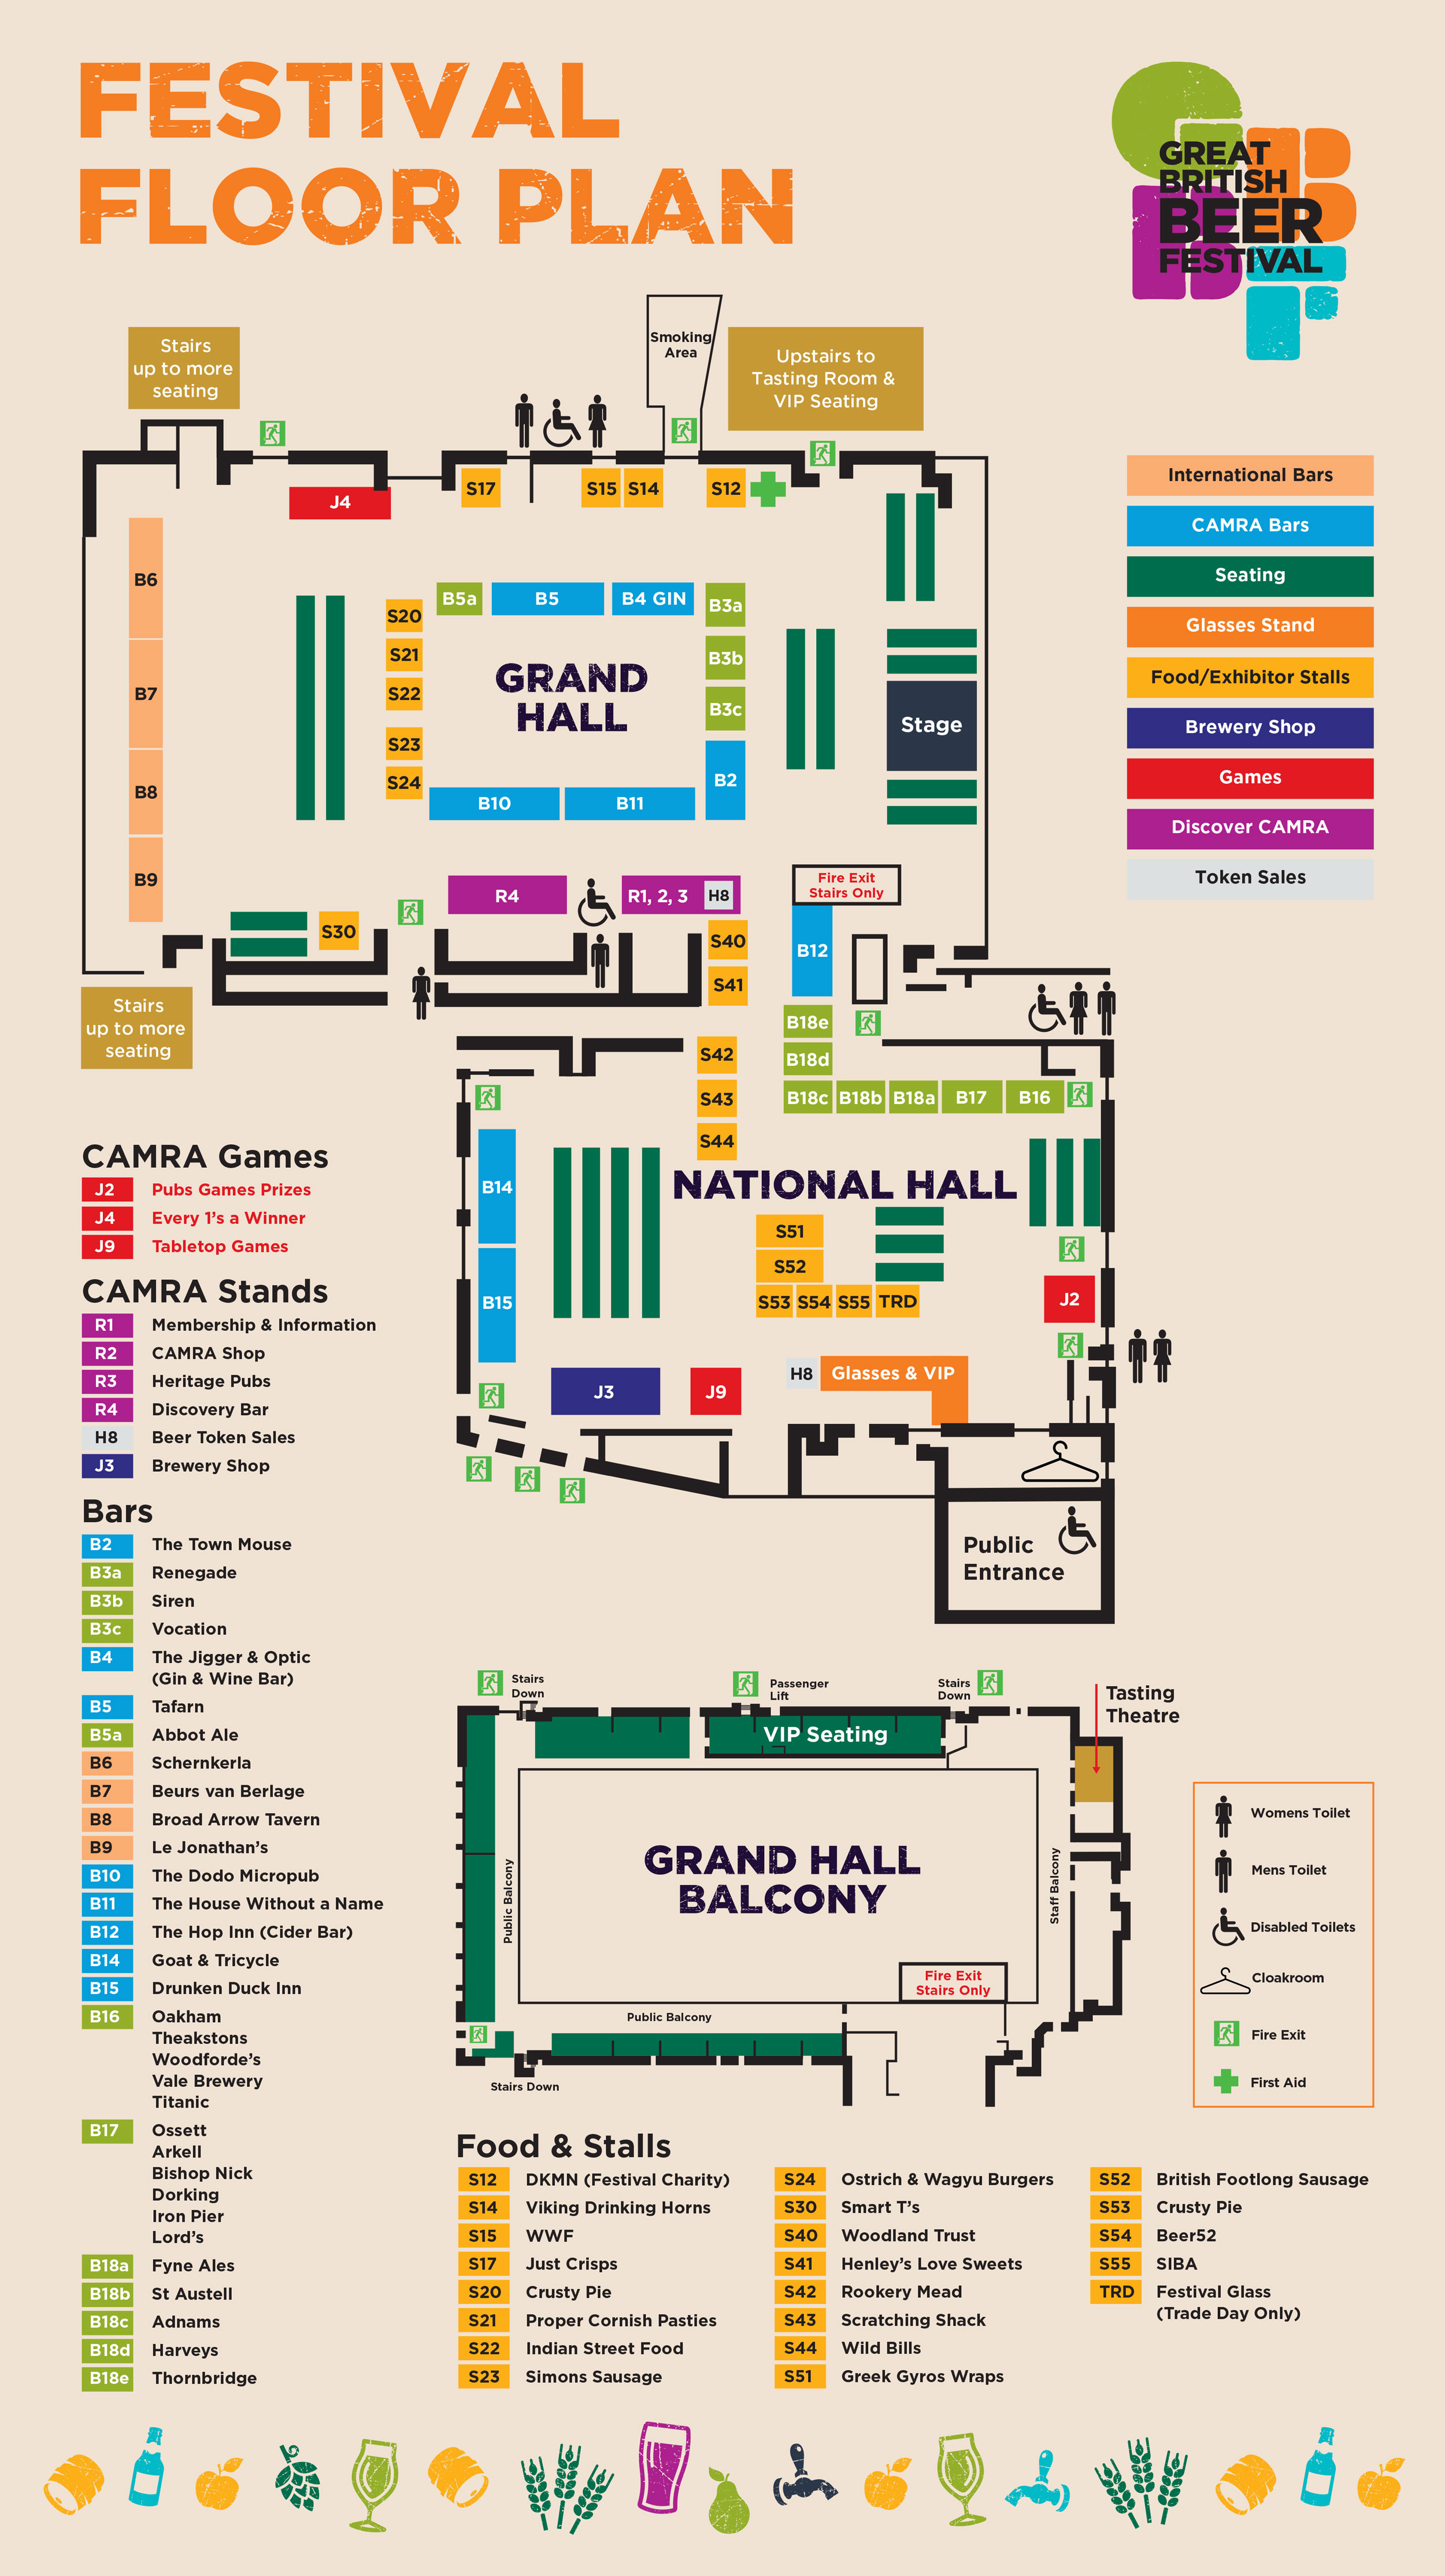 FESTIVAL
FLOOR PLAN
GREAT
BRITISH
BEER
FESTIVAL
Stairs
up to more
seating
Smoking
Area
Upstairs to
Tasting Room &
VIP Seating
S17
S15
S14
S12
J4
International Bars
CAMRA Bars
Seating
Glasses Stand
Food/Exhibitor Stalls
Brewery Shop
Games
Discover CAMRA
Token Sales
B6
B7
B8
B9
S20
S21
S22
S23
S24
B5a
B5
B4 GIN
B3a
B3b
B3c
B2
GRAND
HALL
B10
B11
Stage
R4
R1, 2, 3
H8
Fire Exit
Stairs Only
S30
S40
S41
B12
Stairs
up to more
seating
B18e
B18d
B18c
B18b
B18a
B17
B16
S42
S43
S44
B14
B15
NATIONAL HALL
S51
S52
S53
S54
S55
TRD
J2
J3
J9
H8
Glasses & VIP
Public
Entrance
CAMRA Games
J2 Pubs Games Prizes
J4 Every 1's a Winner
J9 Tabletop Games
CAMRA Stands
R1 Membership & Information
R2 CAMRA Shop
R3 Heritage Pubs
R4 Discovery Bar
H8 Beer Token Sales
J3 Brewery Shop
Bars
B2 The Town Mouse
B3a Renegade
B3b Siren
B3c Vocation
B4 The Jigger & Optic
(Gin & Wine Bar)
B5 Tafarn
B5a Abbot Ale
B6 Schernkerla
B7 Beurs van Berlage
B8 Broad Arrow Tavern
B9 Le Jonathan's
B10 The Dodo Micropub
B11 The House Without a Name
B12 The Hop Inn (Cider Bar)
B14 Goat & Tricycle
B15 Drunken Duck Inn
B16 Oakham
Theakstons
Woodforde's
Vale Brewery
Titanic
B17 Ossett
Arkell
Bishop Nick
Dorking
Iron Pier
Lord's
B18a Fyne Ales
B18b St Austell
B18c Adnams
B18d Harveys
B18e Thornbridge
Stairs
Down
Passenger
Lift
Stairs
Down
Tasting
Theatre
VIP Seating
Public Balcony
GRAND HALL
BALCONY
Staff Balcony
Fire Exit
Stairs Only
Public Balcony
Stairs Down
Womens Toilet
Mens Toilet
Disabled Toilets
Cloakroom
Fire Exit
First Aid
Food & Stalls
S12 DKMN (Festival Charity)
S14 Viking Drinking Horns
S15 WWF
S17 Just Crisps
S20 Crusty Pie
S21 Proper Cornish Pasties
S22 Indian Street Food
S23 Simons Sausage
S24 Ostrich & Wagyu Burgers
S30 Smart T's
S40 Woodland Trust
S41 Henley's Love Sweets
S42 Rookery Mead
S43 Scratching Shack
S44 Wild Bills
S51 Greek Gyros Wraps
S52 British Footlong Sausage
S53 Crusty Pie
S54 Beer52
S55 SIBA
TRD Festival Glass
(Trade Day Only)